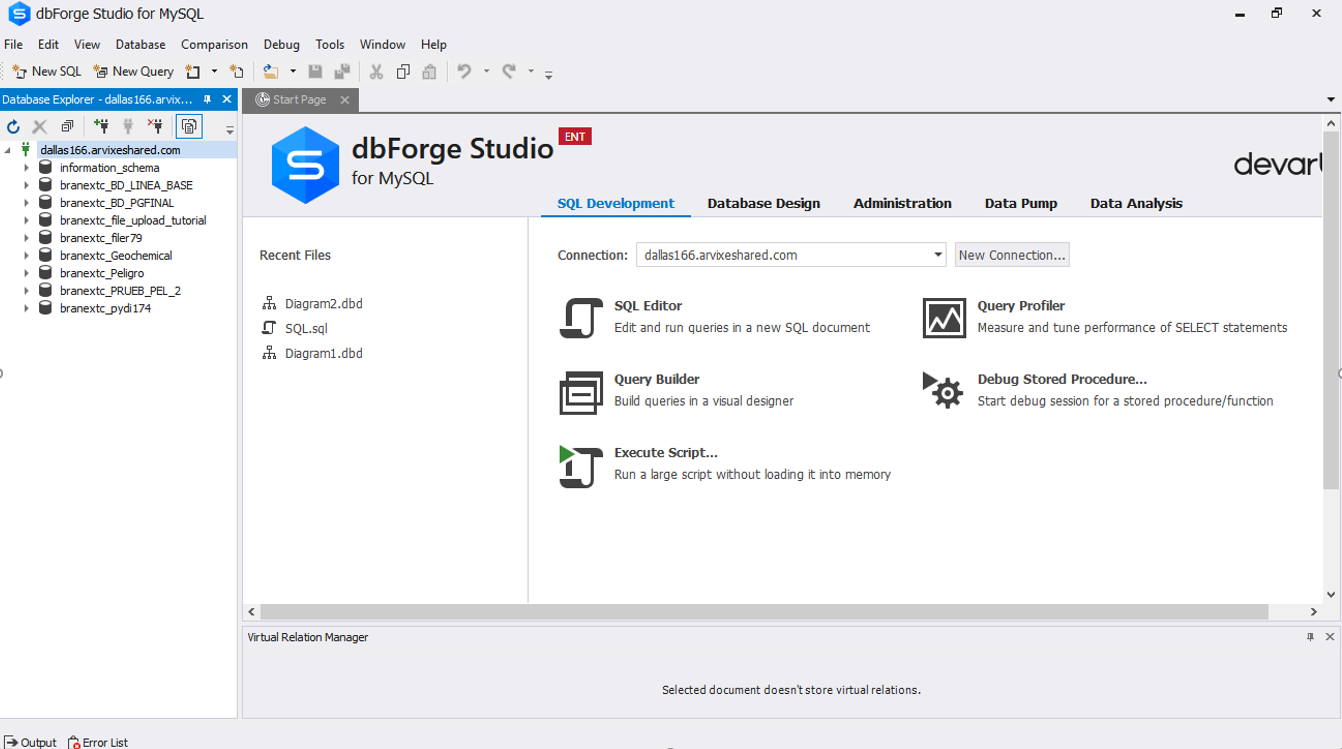 dbForge Studio for MySQL
File Edit View Database Comparison Debug Tools Window Help
New SQL New Query
Database Explorer - dallas166.arvix...
Start Page
dallas166.arvixeshared.com
information_schema
branextc_BD_LINEA_BASE
branextc_BD_PGFINAL
branextc_file_upload_tutorial
branextc_filer79
branextc_Geochemical
branextc_Peligro
branextc_PRUEB_PEL_2
branextc_pydi174
dbForge Studio ENT
for MySQL
devart
SQL Development Database Design Administration Data Pump Data Analysis
Recent Files
Diagram2.dbd
SQL.sql
Diagram1.dbd
Connection: dallas166.arvixeshared.com New Connection...
SQL Editor
Edit and run queries in a new SQL document
Query Profiler
Measure and tune performance of SELECT statements
Query Builder
Build queries in a visual designer
Debug Stored Procedure...
Start debug session for a stored procedure/function
Execute Script...
Run a large script without loading it into memory
Virtual Relation Manager
Selected document doesn't store virtual relations.
Output Error List